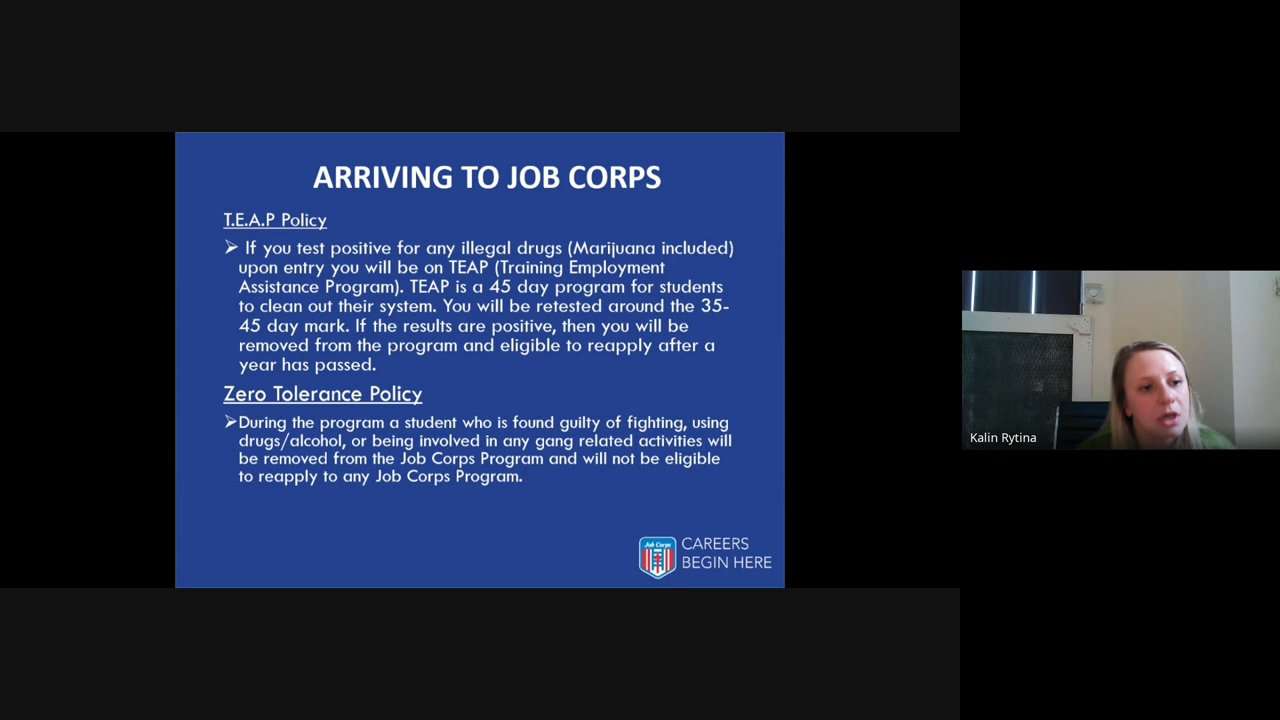 ARRIVING TO JOB CORPS
T.E.A.P Policy
➢ If you test positive for any illegal drugs (Marijuana included)
upon entry you will be on TEAP (Training Employment
Assistance Program). TEAP is a 45 day program for students
to clean out their system. You will be retested around the 35-
45 day mark. If the results are positive, then you will be
removed from the program and eligible to reapply after a
year has passed.
Zero Tolerance Policy
➢During the program a student who is found guilty of fighting, using
drugs/alcohol, or being involved in any gang related activities will
be removed from the Job Corps Program and will not be eligible
to reapply to any Job Corps Program.
Job Corps
CAREERS
BEGIN HERE
Kalin Rytina